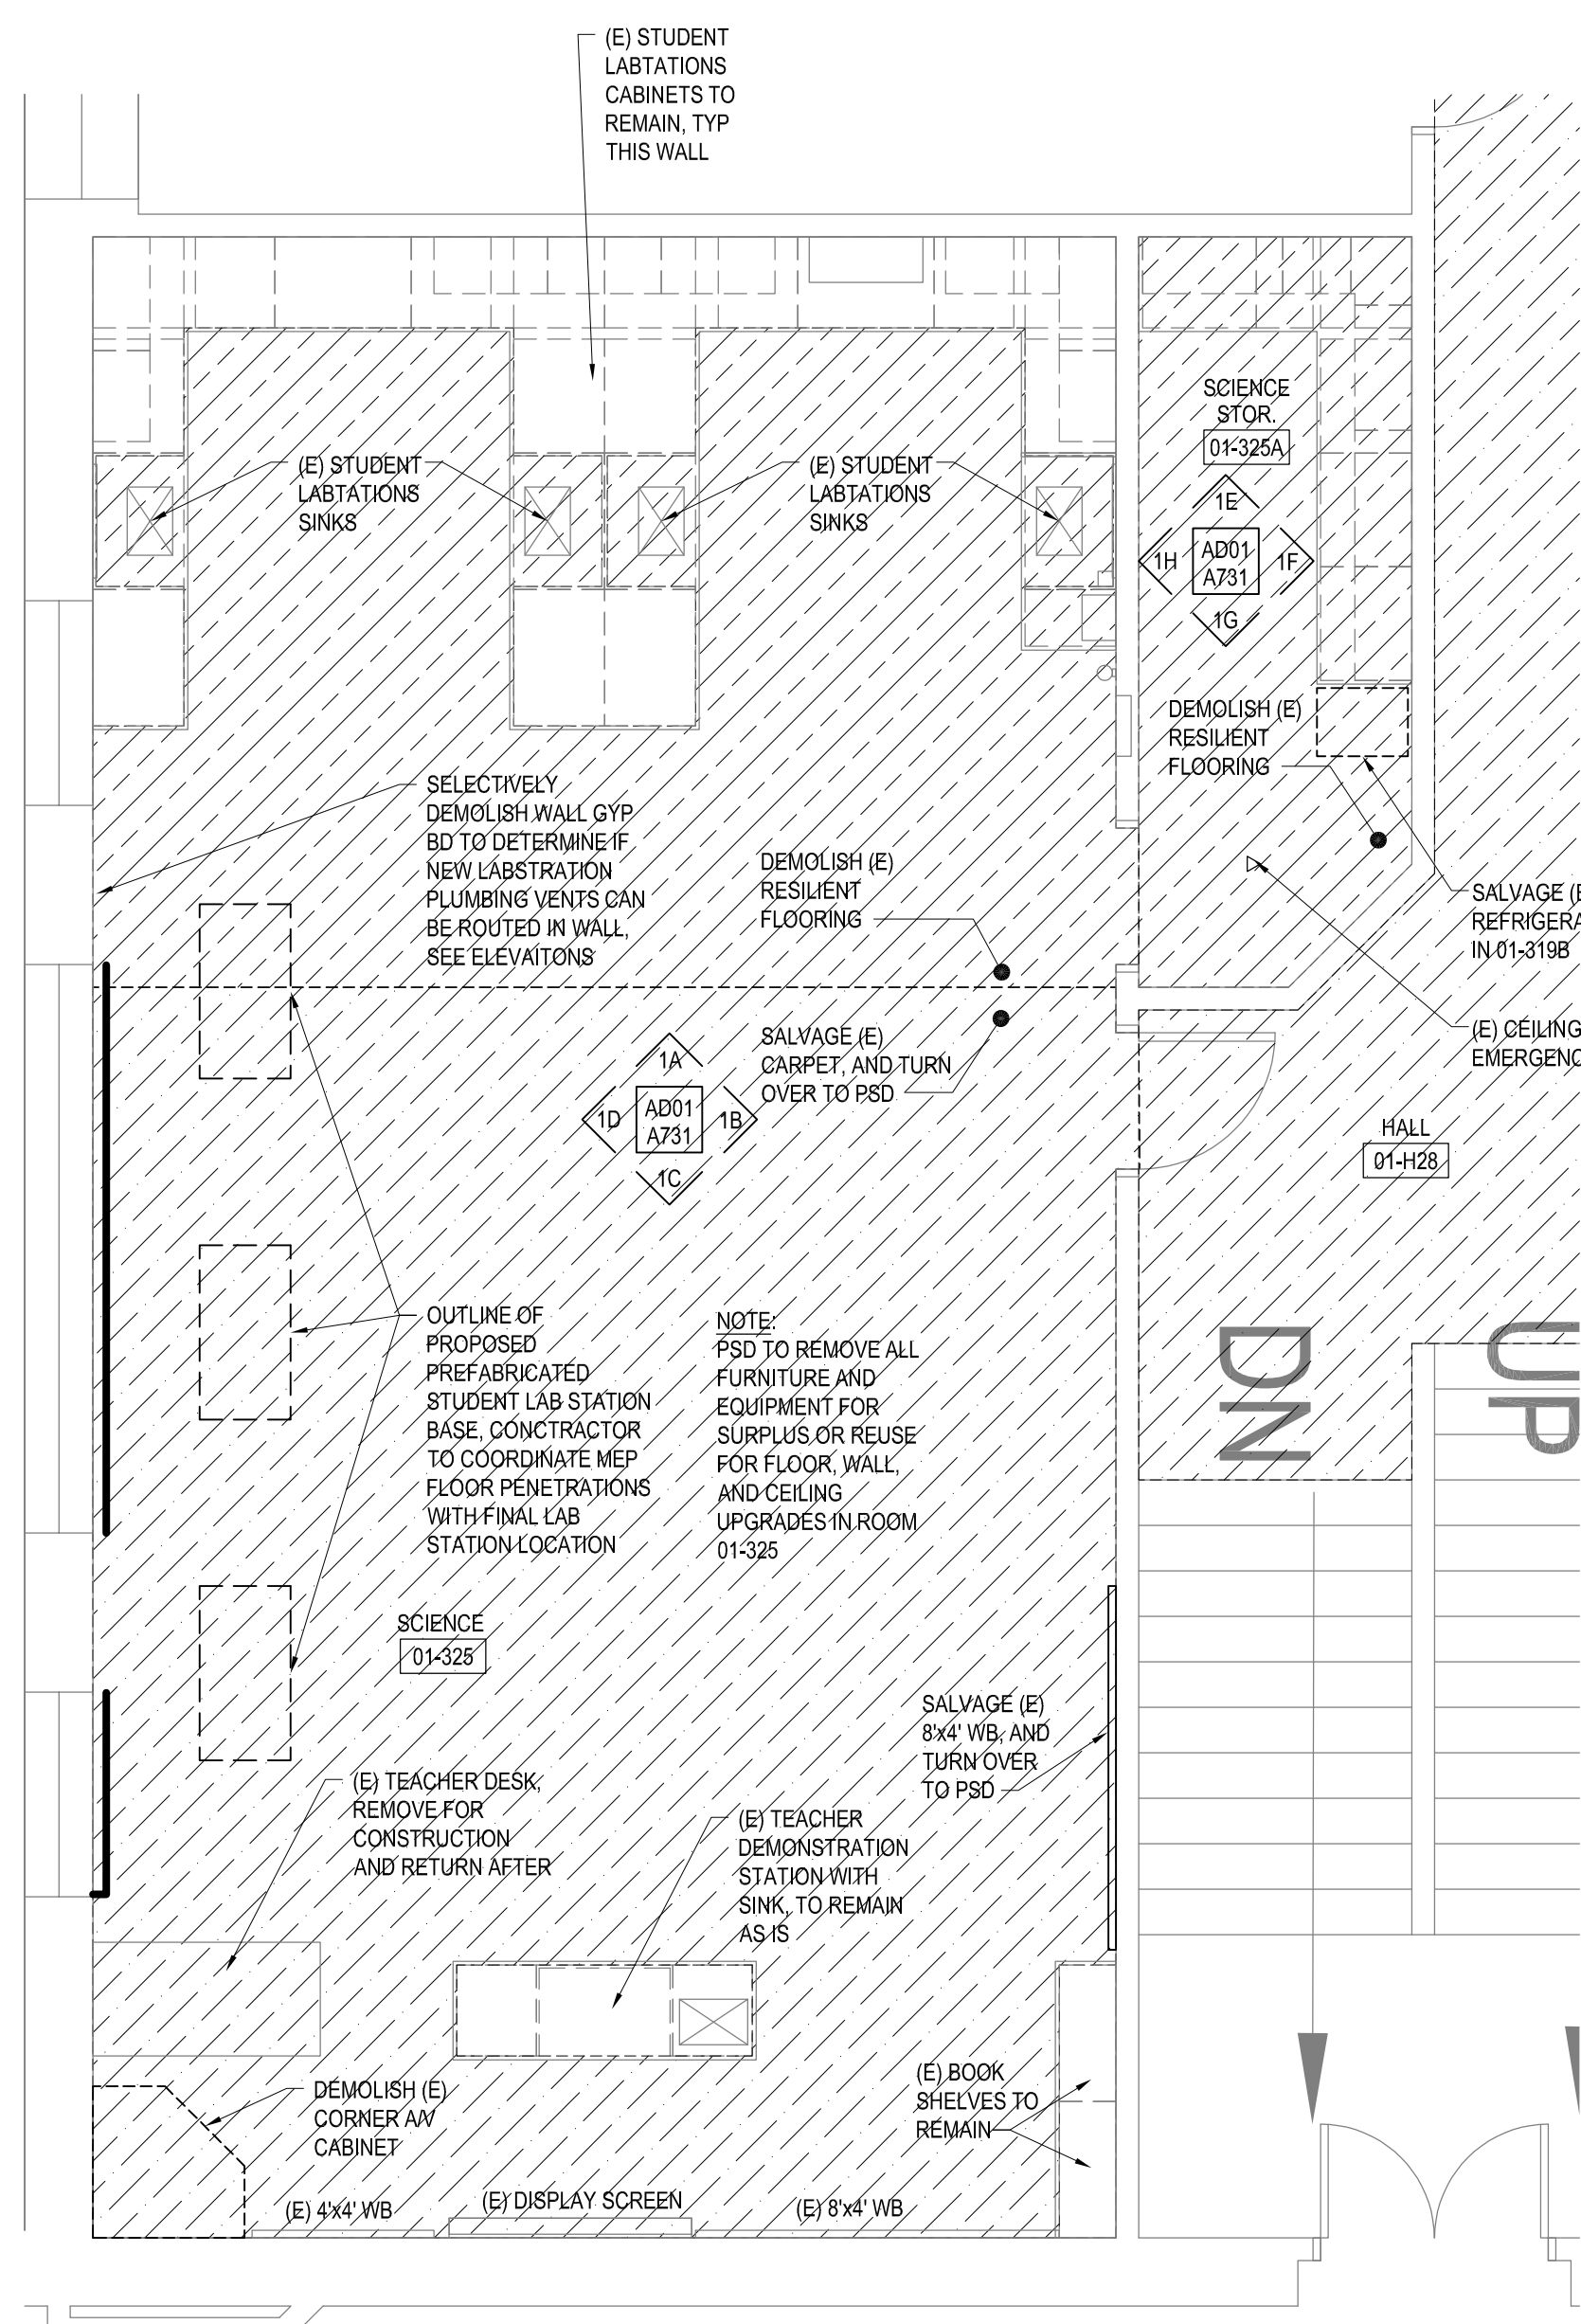 (E) STUDENT
LABTATIONS
CABINETS TO
REMAIN, TYP
THIS WALL
SCIENCE
STOR.
01-325A
1E
1H
AD01
A731
1F
1G
(E) STUDENT
LABTATIONS
SINKS
(E) STUDENT
LABTATIONS
SINKS
DEMOLISH (E)
RESILIENT
FLOORING
SELECTIVELY
DEMOLISH WALL GYP
BD TO DETERMINE IF
NEW LABSTRATION
PLUMBING VENTS CAN
BE ROUTED IN WALL,
SEE ELEVAITONS
DEMOLISH (E)
RESILIENT
FLOORING
SALVAGE (E
REFRIGERA
IN 01-319B
(E) CEILING
EMERGENC
SALVAGE (E)
CARPET, AND TURN
OVER TO PSD
1A
1D
AD01
A731
1B
1C
HALL
01-H28
OUTLINE OF
PROPOSED
PREFABRICATED
STUDENT LAB STATION
BASE, CONCTRACTOR
TO COORDINATE MEP
FLOOR PENETRATIONS
WITH FINAL LAB
STATION LOCATION
NOTE:
PSD TO REMOVE ALL
FURNITURE AND
EQUIPMENT FOR
SURPLUS OR REUSE
FOR FLOOR, WALL,
AND CEILING
UPGRADES IN ROOM
01-325
DN
UP
SCIENCE
01-325
SALVAGE (E)
8'x4' WB, AND
TURN OVER
TO PSD
(E) TEACHER DESK,
REMOVE FOR
CONSTRUCTION
AND RETURN AFTER
(E) TEACHER
DEMONSTRATION
STATION WITH
SINK, TO REMAIN
AS IS
(E) BOOK
SHELVES TO
REMAIN
DEMOLISH (E)
CORNER A/V
CABINET
(E) 4'x4' WB
(E) DISPLAY SCREEN
(E) 8'x4' WB